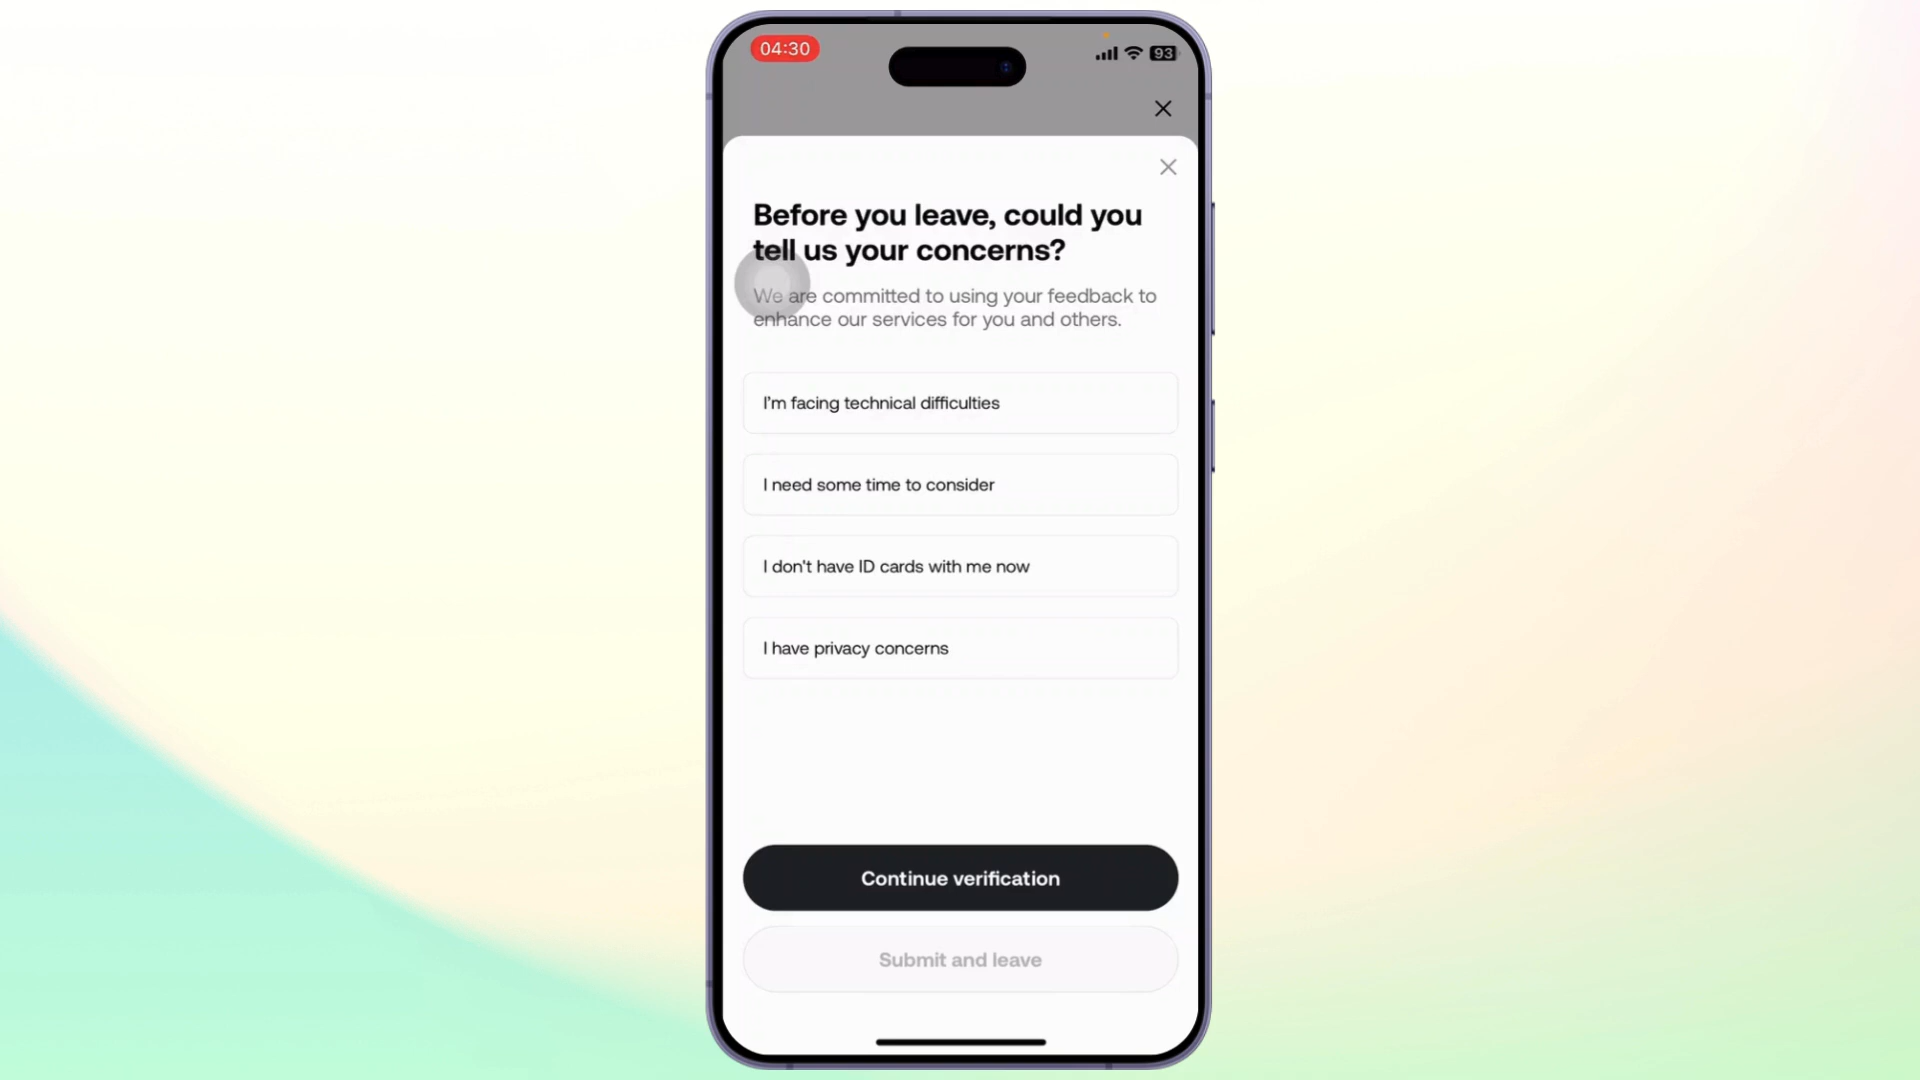 04:30
93
Before you leave, could you
tell us your concerns?
We are committed to using your feedback to
enhance our services for you and others.
I'm facing technical difficulties
I need some time to consider
I don't have ID cards with me now
I have privacy concerns
Continue verification
Submit and leave